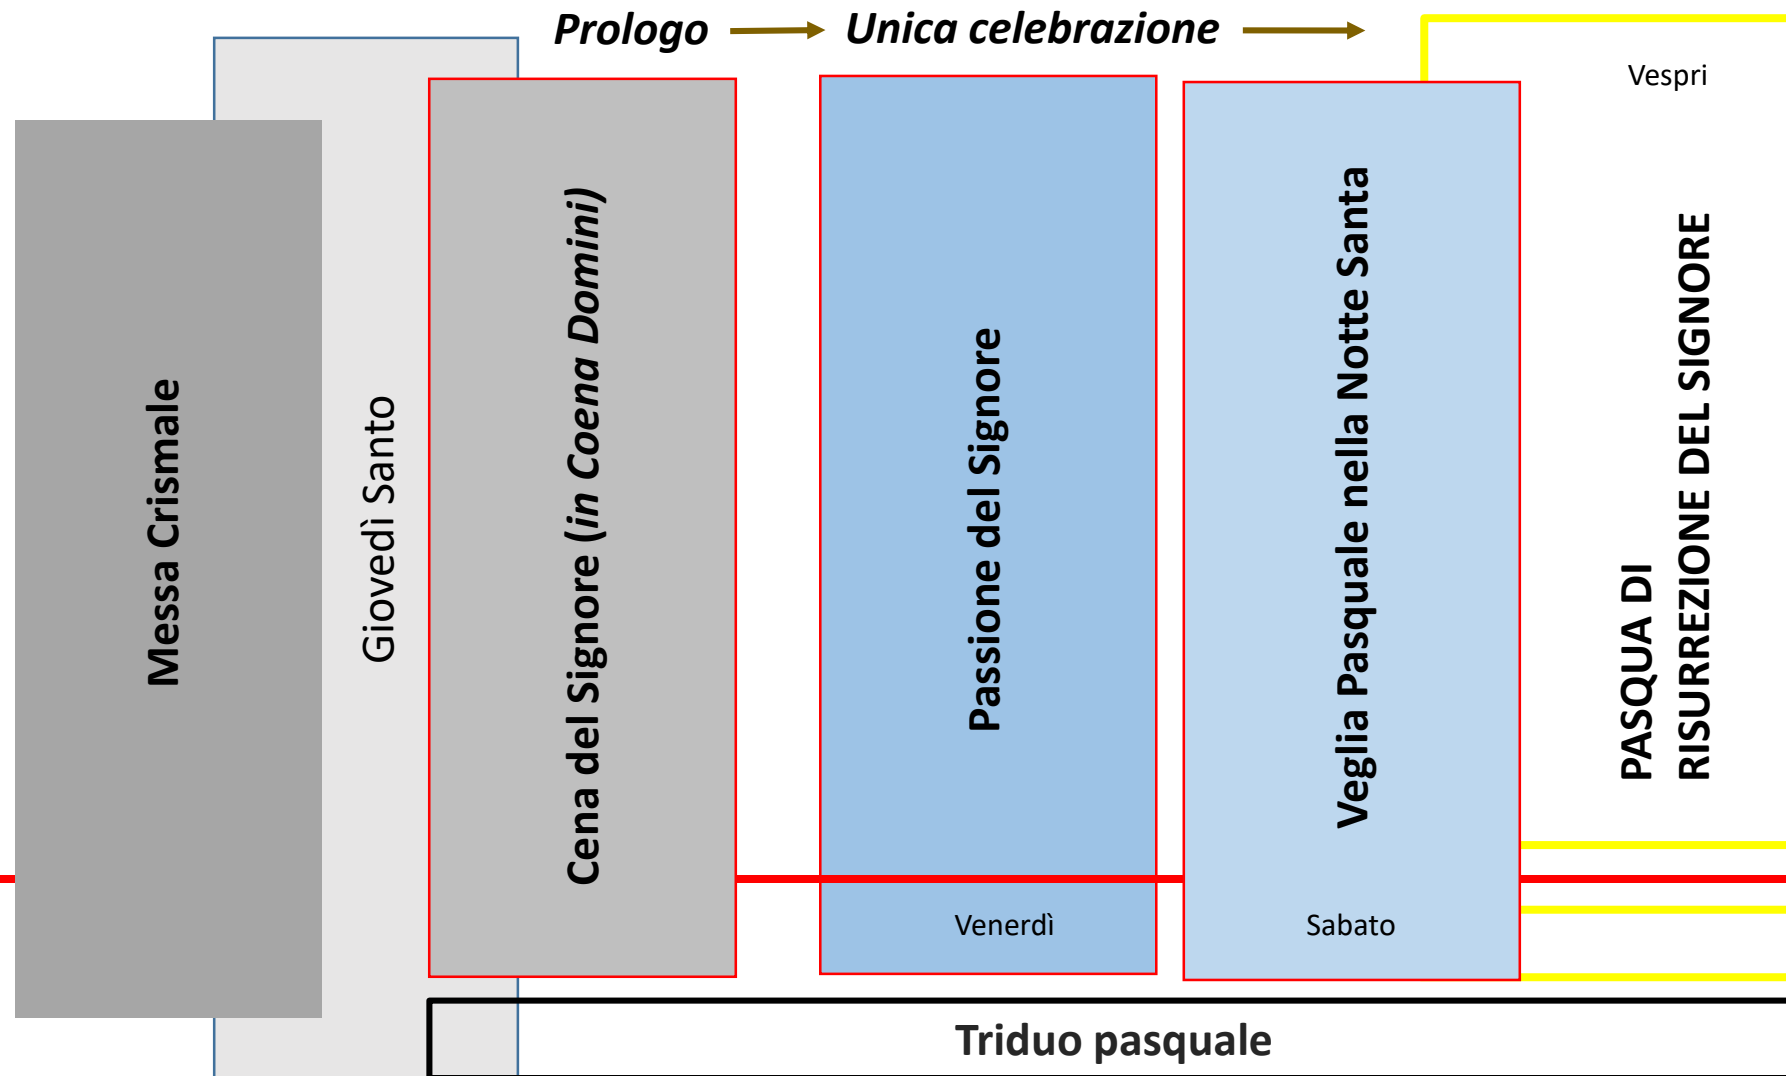 Prologo
Unica celebrazione
Vespri
Messa Crismale
Giovedì Santo
Cena del Signore (in Coena Domini)
Passione del Signore
Veglia Pasquale nella Notte Santa
PASQUA DI
RISURREZIONE DEL SIGNORE
Venerdì
Sabato
Triduo pasquale